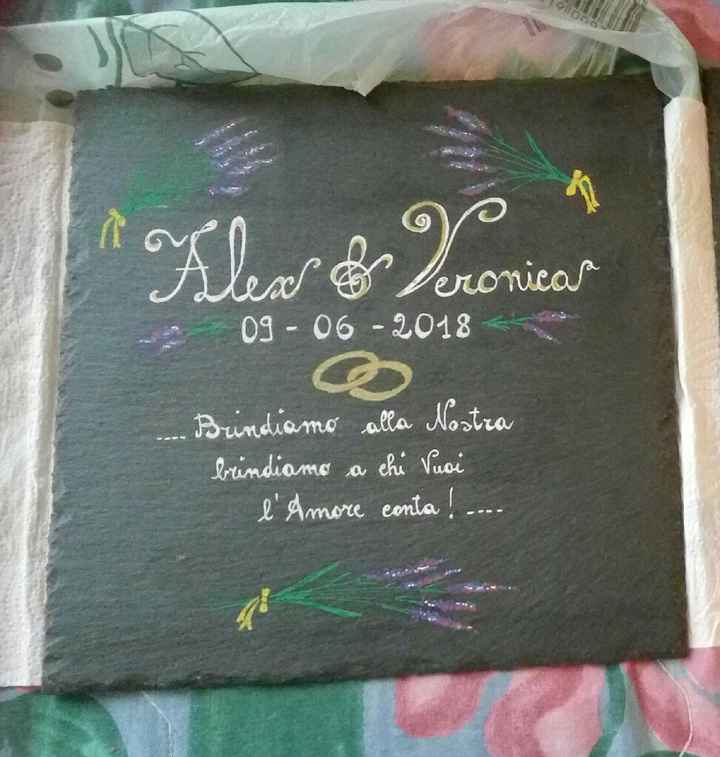 Alex & Veronica
09 - 06 - 2018
.... Brindiamo alla Nostra
brindiamo a chi Vuoi
l'Amore conta! ....